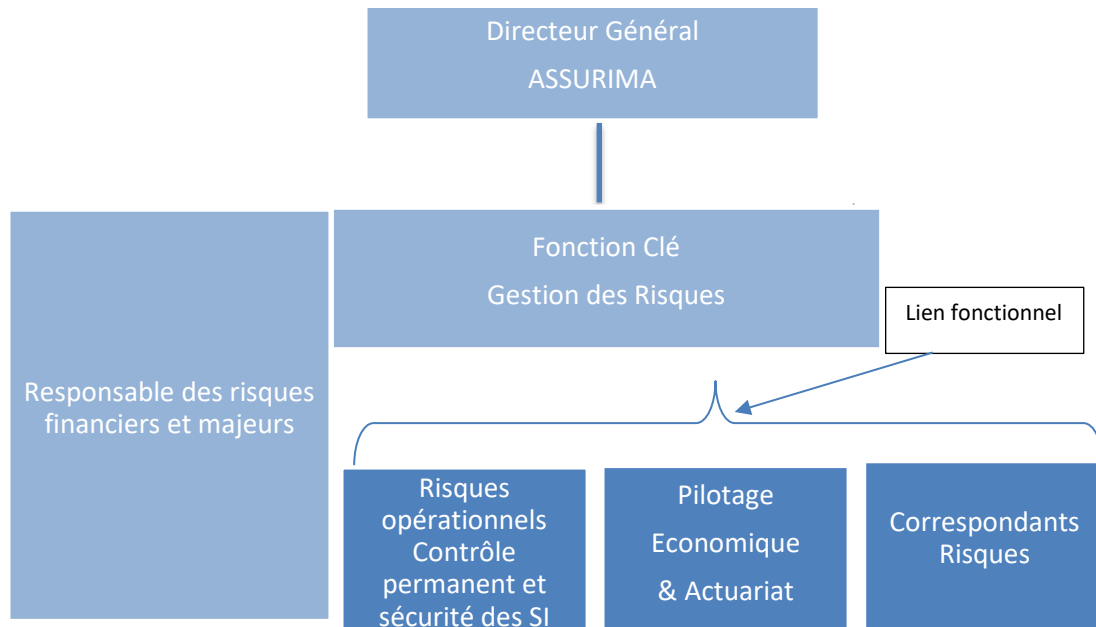 Directeur Général
ASSURIMA
Fonction Clé
Gestion des Risques
Lien fonctionnel
Responsable des risques
financiers et majeurs
Risques
opérationnels
Contrôle
permanent et
sécurité des SI
Pilotage
Economique
& Actuariat
Correspondants
Risques